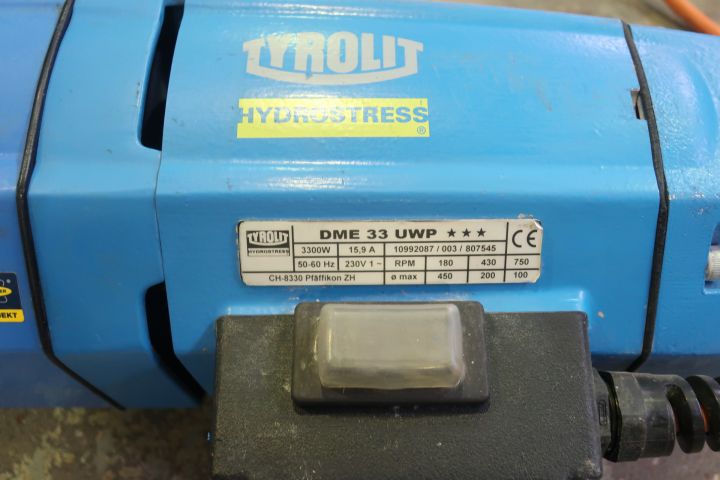 TYROLIT
HYDROSTRESS®
TYROLIT
HYDROSTRESS
DME 33 UWP ★★★
3300W 15,9 A 10992087 / 003 / 807545
50-60 Hz 230V 1~ RPM 180 430 750
CH-8330 Pfäffikon ZH ø max 450 200 100
CE
EKT